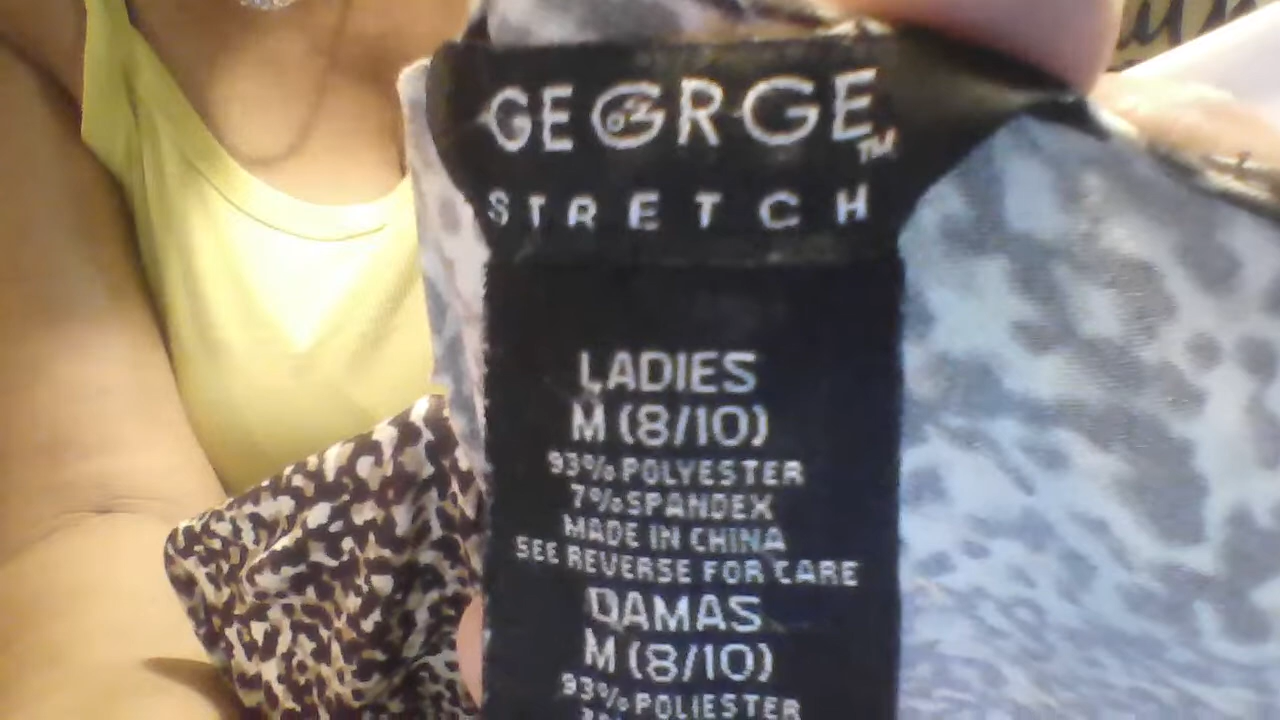 GEORGE
TM
STRETCH
LADIES
M (8/10)
93% POLYESTER
7% SPANDEX
MADE IN CHINA
SEE REVERSE FOR CARE
DAMAS
M (8/10)
93% POLIESTER